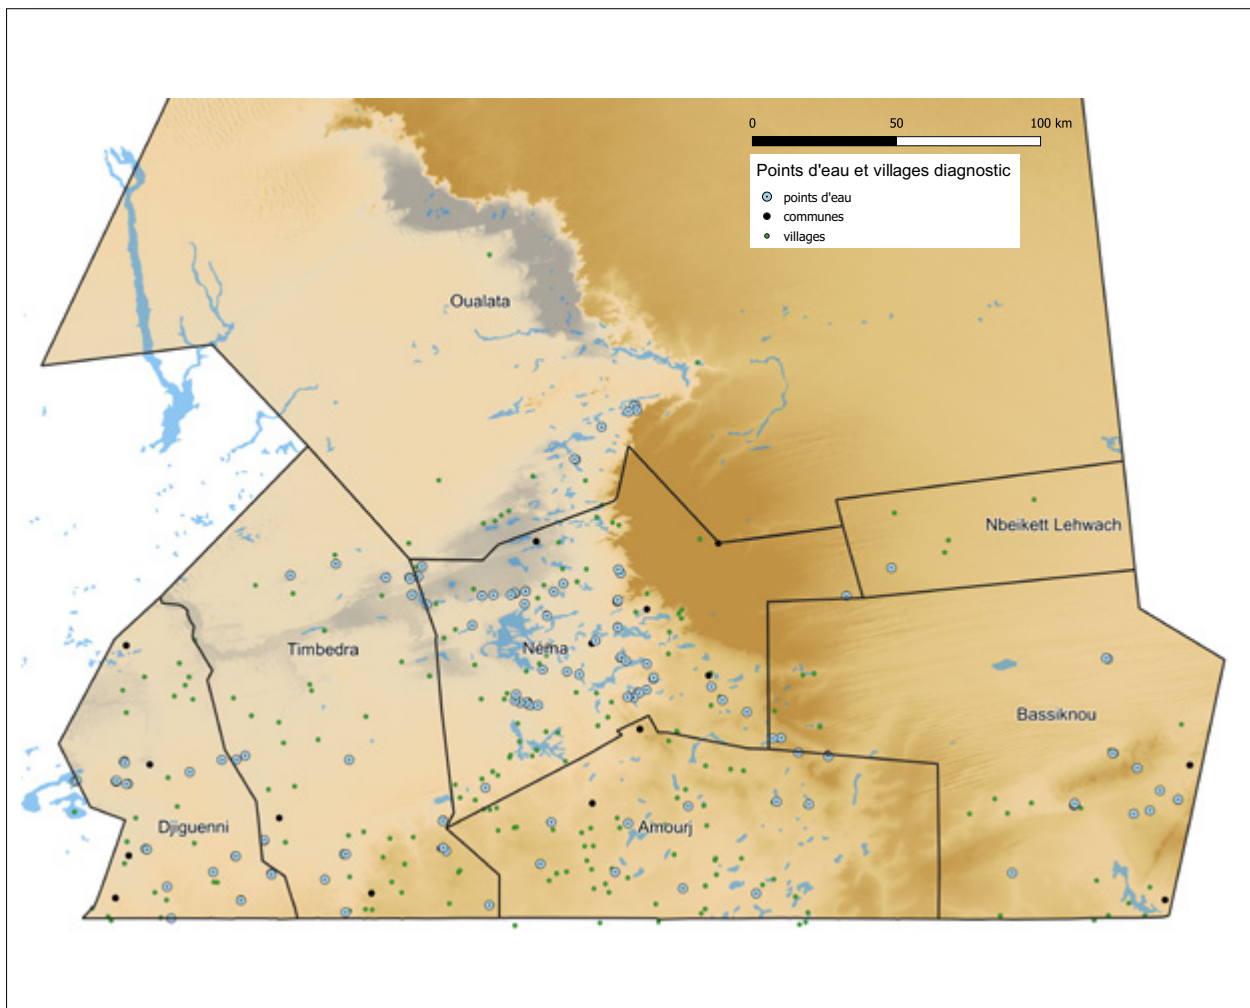 0 50 100 km
Points d'eau et villages diagnostic
points d'eau
communes
villages
Oualata
Nbeikett Lehwach
Timbedra
Néma
Bassiknou
Djiguenni
Amourj